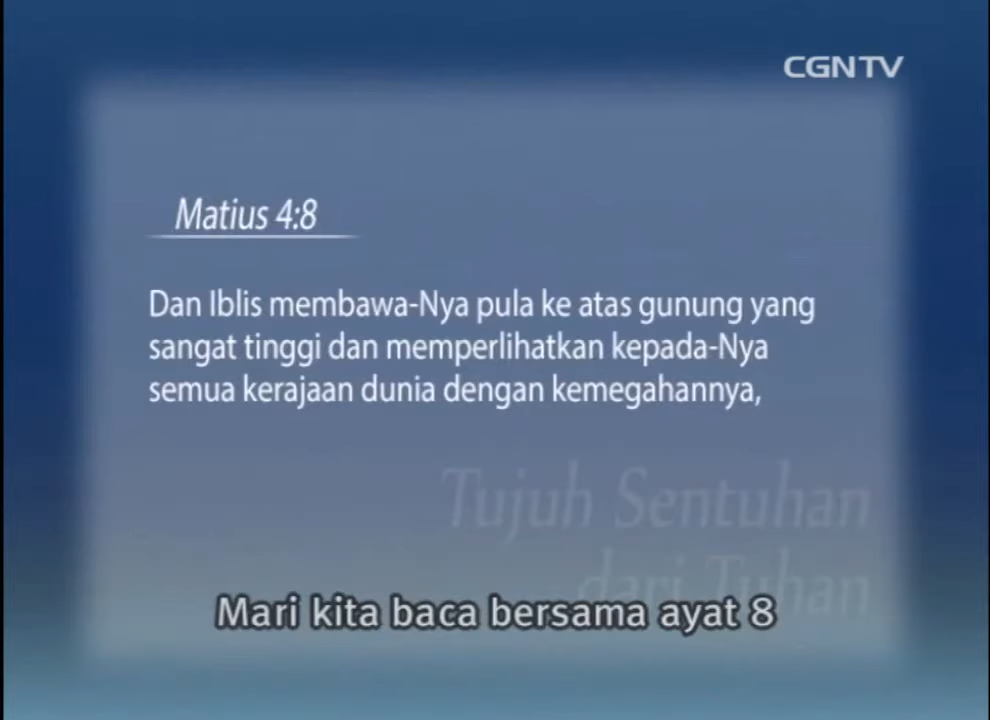 CGNTV
Matius 4:8
Dan Iblis membawa-Nya pula ke atas gunung yang
sangat tinggi dan memperlihatkan kepada-Nya
semua kerajaan dunia dengan kemegahannya,
Tujuh Sentuhan
dari Tuhan
Mari kita baca bersama ayat 8